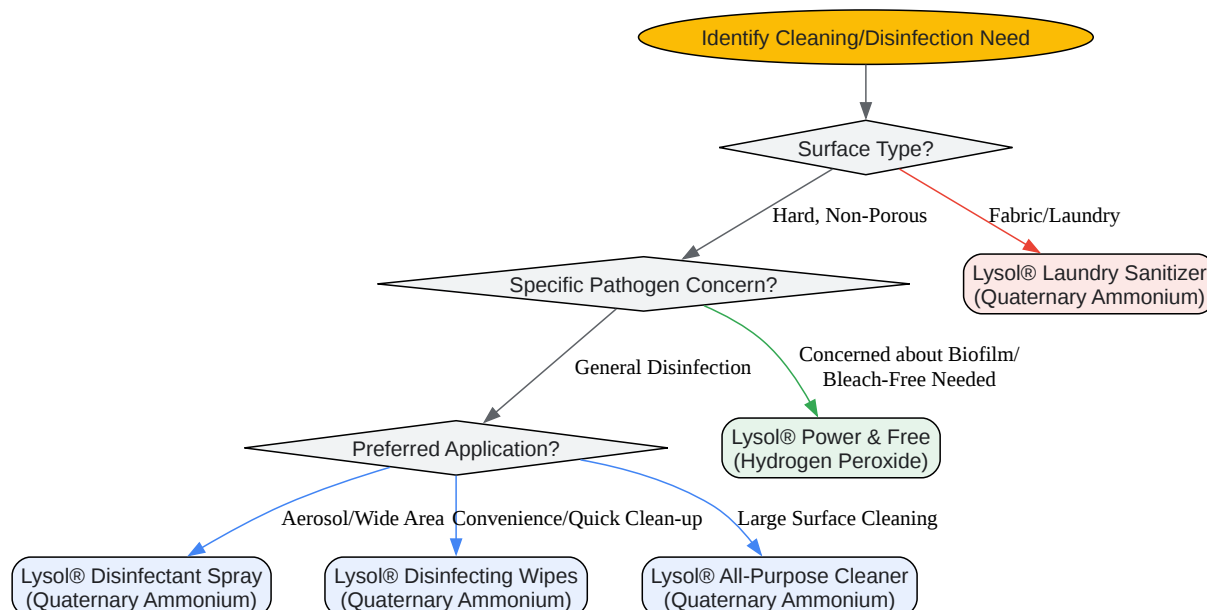 Identify Cleaning/Disinfection Need
Surface Type?
Hard, Non-Porous
Fabric/Laundry
Lysol® Laundry Sanitizer
(Quaternary Ammonium)
Specific Pathogen Concern?
General Disinfection
Concerned about Biofilm/
Bleach-Free Needed
Lysol® Power & Free
(Hydrogen Peroxide)
Preferred Application?
Aerosol/Wide Area
Convenience/Quick Clean-up
Large Surface Cleaning
Lysol® Disinfectant Spray
(Quaternary Ammonium)
Lysol® Disinfecting Wipes
(Quaternary Ammonium)
Lysol® All-Purpose Cleaner
(Quaternary Ammonium)